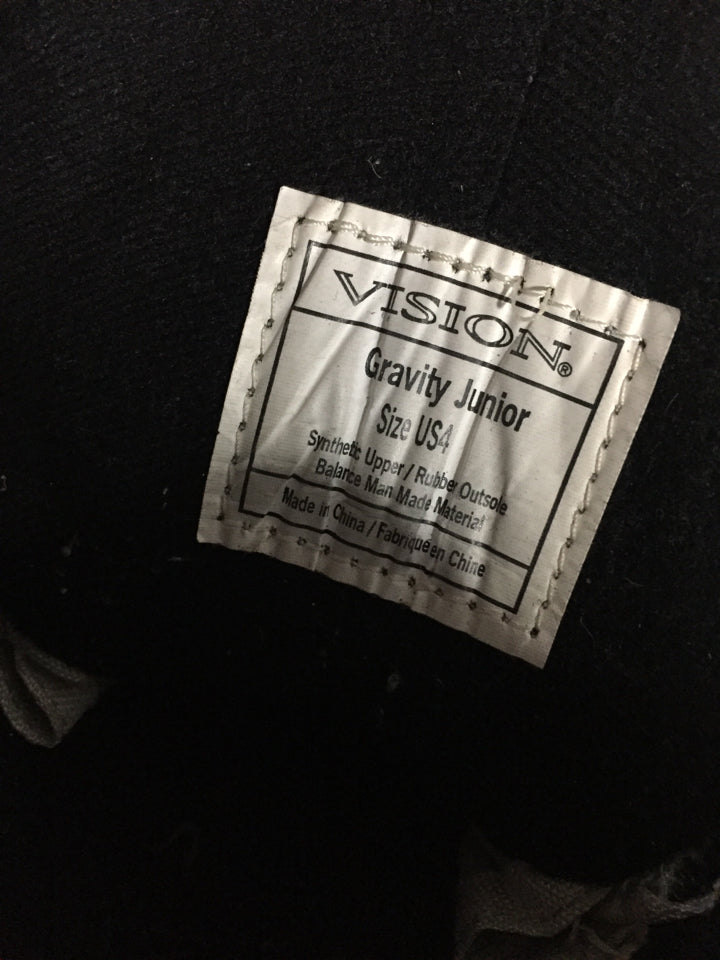 VISION®
Gravity Junior
Size US4
Synthetic Upper / Rubber Outsole
Balance Man Made Material
Made in China / Fabriqué en Chine